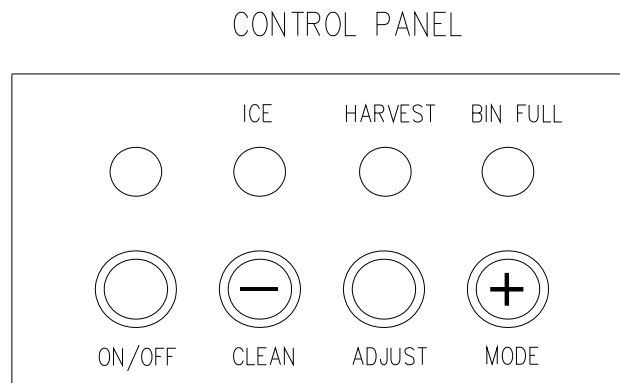 CONTROL PANEL
ICE HARVEST BIN FULL
− +
ON/OFF CLEAN ADJUST MODE